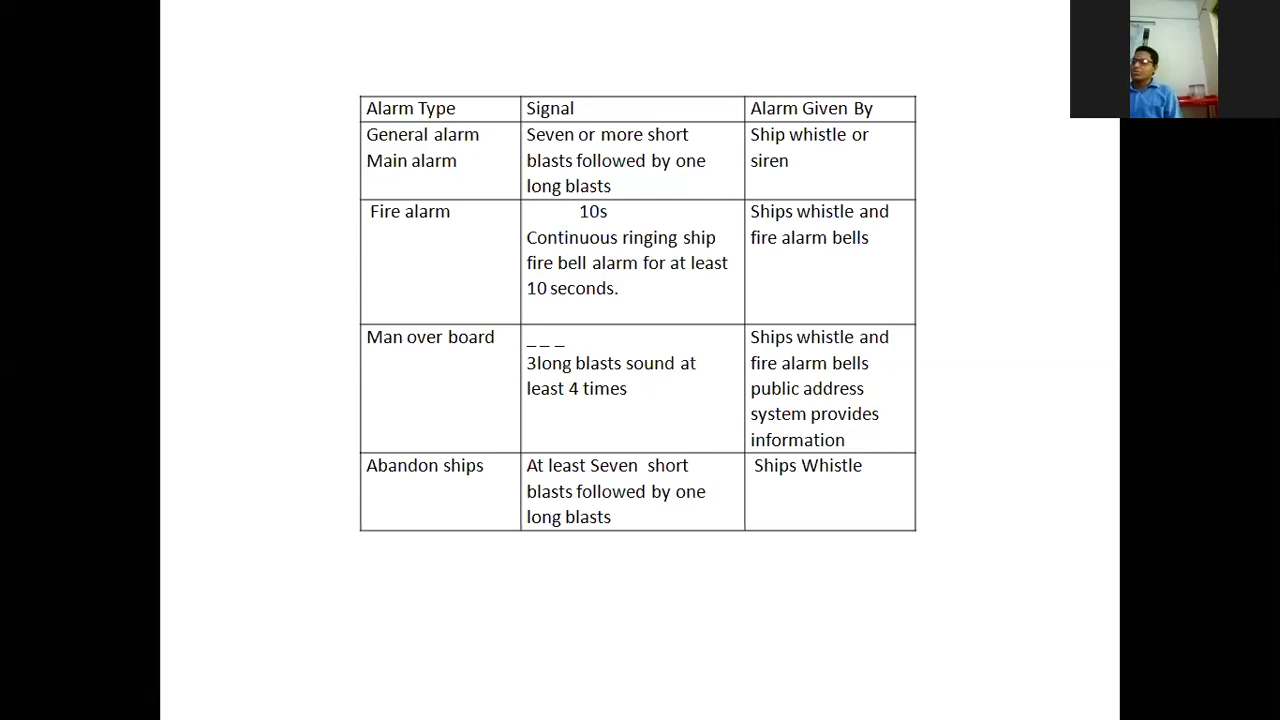 Alarm Type Signal Alarm Given By
General alarm
Main alarm
Seven or more short
blasts followed by one
long blasts
Ship whistle or
siren
Fire alarm
10s
Continuous ringing ship
fire bell alarm for at least
10 seconds.
Ships whistle and
fire alarm bells
Man over board
_ _ _
3long blasts sound at
least 4 times
Ships whistle and
fire alarm bells
public address
system provides
information
Abandon ships
At least Seven  short
blasts followed by one
long blasts
Ships Whistle